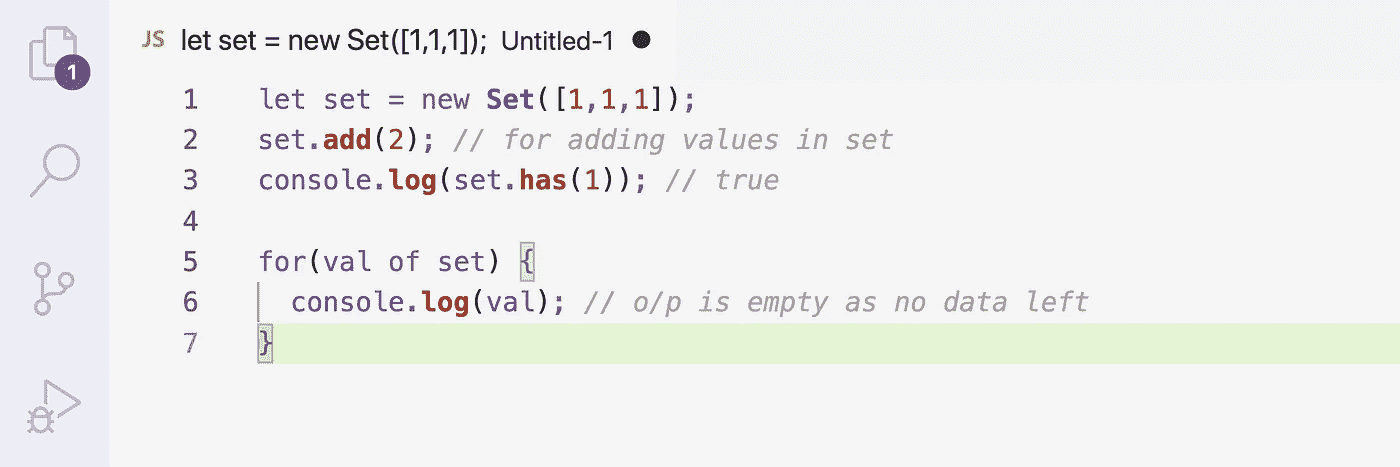 JS let set = new Set([1,1,1]); Untitled-1
1
1 let set = new Set([1,1,1]);
2 set.add(2); // for adding values in set
3 console.log(set.has(1)); // true
4
5 for(val of set) {
6 console.log(val); // o/p is empty as no data left
7 }